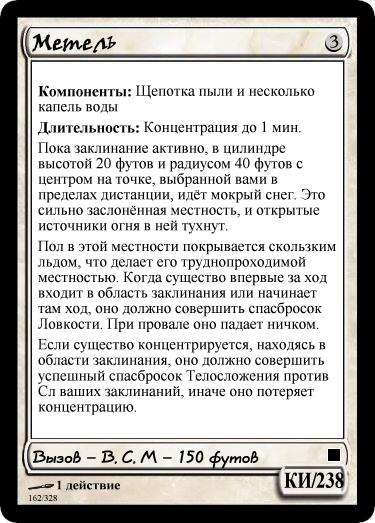 Метель 3
Компоненты: Щепотка пыли и несколько
капель воды
Длительность: Концентрация до 1 мин.
Пока заклинание активно, в цилиндре
высотой 20 футов и радиусом 40 футов с
центром на точке, выбранной вами в
пределах дистанции, идёт мокрый снег. Это
сильно заслонённая местность, и открытые
источники огня в ней тухнут.
Пол в этой местности покрывается скользким
льдом, что делает его труднопроходимой
местностью. Когда существо впервые за ход
входит в область заклинания или начинает
там ход, оно должно совершить спасбросок
Ловкости. При провале оно падает ничком.
Если существо концентрируется, находясь в
области заклинания, оно должно совершить
успешный спасбросок Телосложения против
Сл ваших заклинаний, иначе оно потеряет
концентрацию.
Вызов – В, С, М – 150 футов
1 действие
КИ/238
162/328